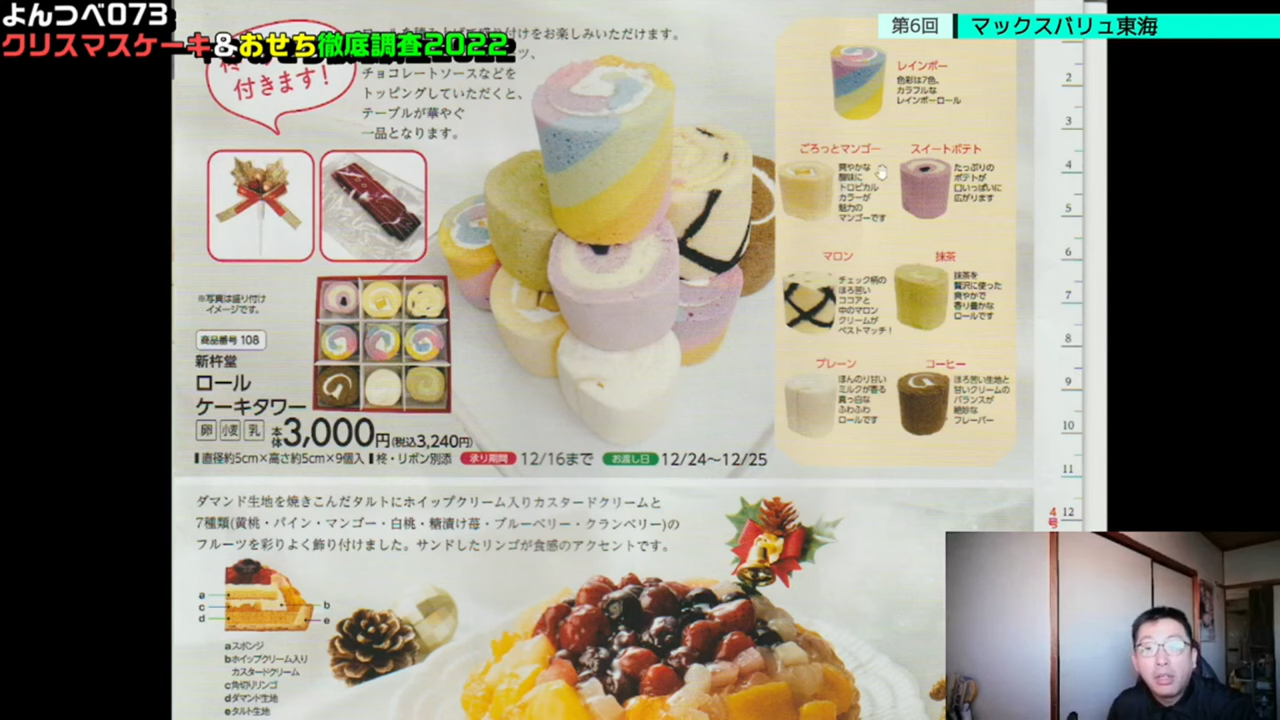 よんつべ073
クリスマスケーキ&おせち徹底調査2022
第6回 マックスバリュ東海
付きます!
けをお楽しみいただけます。
チョコレートソースなどを
トッピングしていただくと、
テーブルが華やぐ
一品となります。
※写真は盛り付け
イメージです。
商品番号 108
新杵堂
ロール
ケーキタワー
卵 小麦 乳 本体3,000円(税込3,240円)
直径約5cm×高さ約5cm×9個入 柊・リボン別添 承り期間 12/16まで お渡し日 12/24〜12/25
レインボー
色彩は7色。
カラフルな
レインボーロール
ごろっとマンゴー
爽やかな
酸味に
トロピカル
カラーが
魅力の
マンゴーです
スイートポテト
たっぷりの
ポテトが
口いっぱいに
広がります
マロン
チェック柄の
ほろ苦い
ココアと
中のマロン
クリームが
ベストマッチ!
抹茶
抹茶を
贅沢に使った
爽やかで
香り豊かな
ロールです
プレーン
ほんのり甘い
ミルクが香る
真っ白な
ふわふわ
ロールです
コーヒー
ほろ苦い生地と
甘いクリームの
バランスが
絶妙な
フレーバー
2
3
4
5
6
7
8
9
10
11
12
4号
ダマンド生地を焼きこんだタルトにホイップクリーム入りカスタードクリームと
7種類(黄桃・パイン・マンゴー・白桃・糖漬け苺・ブルーベリー・クランベリー)の
フルーツを彩りよく飾り付けました。サンドしたリンゴが食感のアクセントです。
a
c
d
b
e
aスポンジ
bホイップクリーム入り
カスタードクリーム
c角切りリンゴ
dダマンド生地
eタルト生地